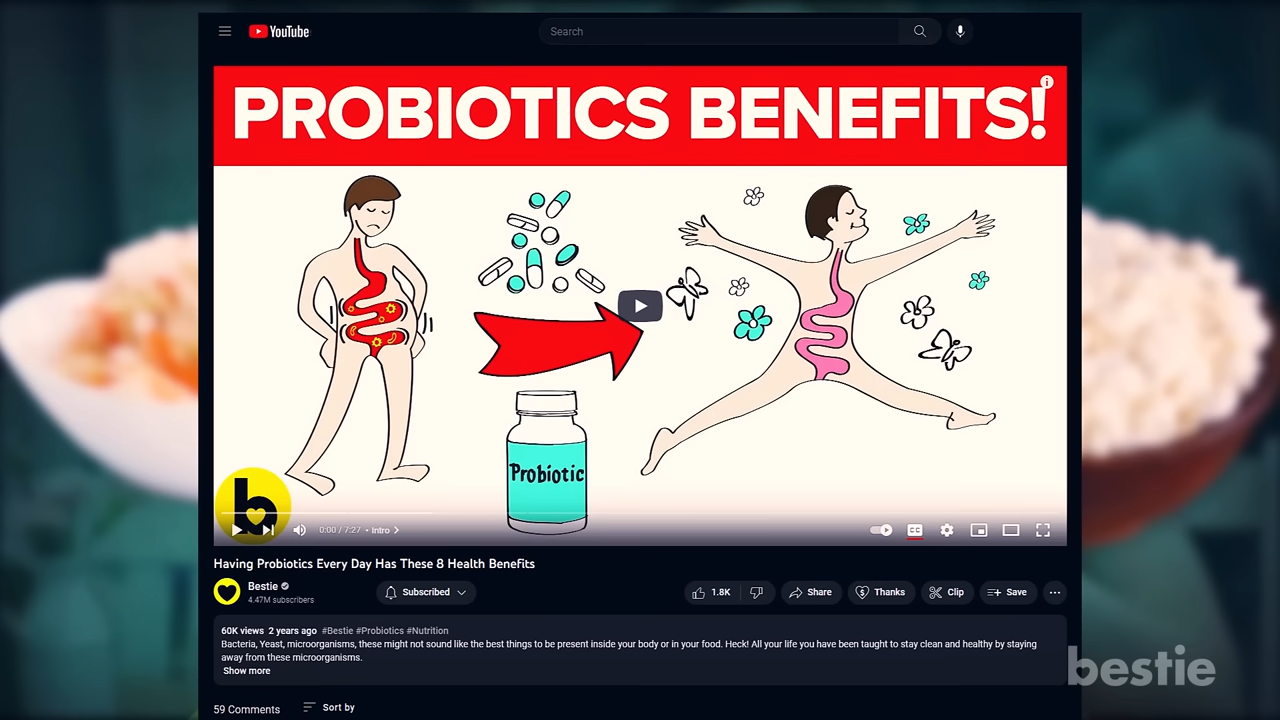 YouTube
Search
PROBIOTICS BENEFITS!
i
Probiotic
b
0:00 / 7:27 • Intro
CC
Having Probiotics Every Day Has These 8 Health Benefits
Bestie
4.47M subscribers
Subscribed
1.8K
Share
Thanks
Clip
Save
60K views 2 years ago #Bestie #Probiotics #Nutrition
Bacteria, Yeast, microorganisms, these might not sound like the best things to be present inside your body or in your food. Heck! All your life you have been taught to stay clean and healthy by staying
away from these microorganisms.
Show more
bestie
59 Comments
Sort by